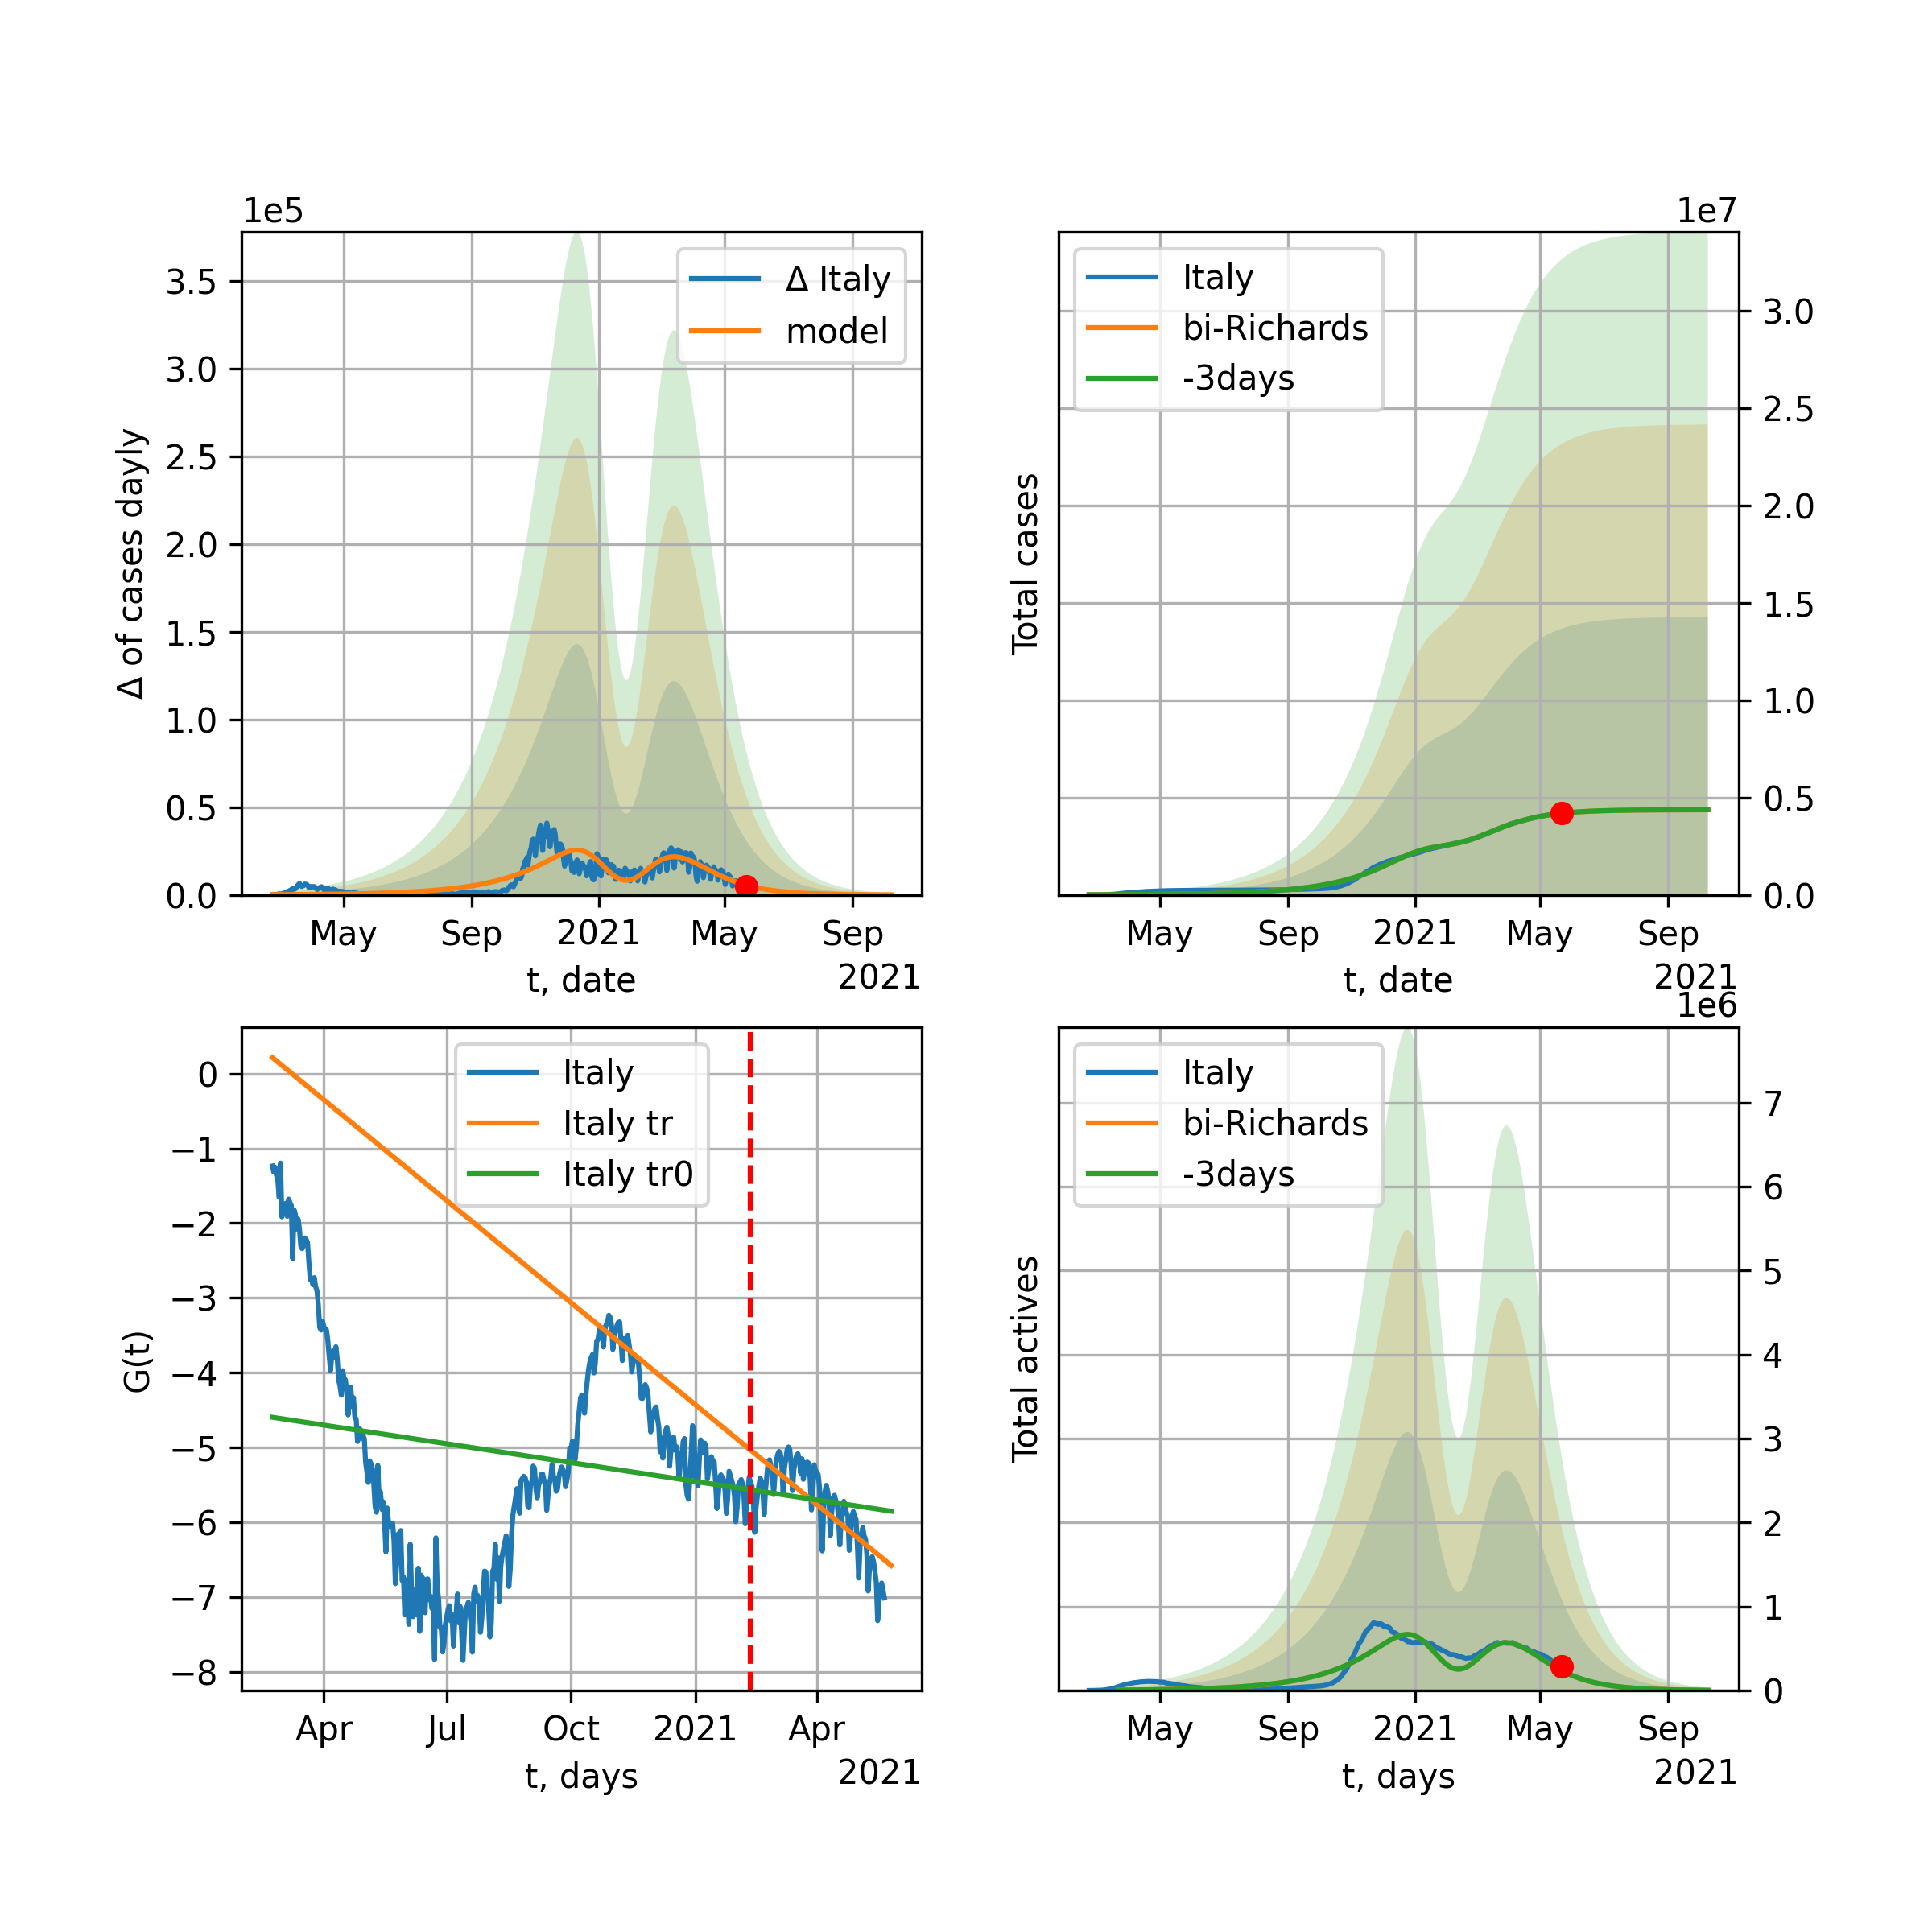 1e5
3.5
3.0
2.5
2.0
1.5
1.0
0.5
0.0
Δ of cases dayly
Δ Italy
model
May
Sep
2021
May
Sep
t, date
2021
1e7
Italy
bi-Richards
-3days
Total cases
3.0
2.5
2.0
1.5
1.0
0.5
0.0
May
Sep
2021
May
Sep
t, date
2021
0
−1
−2
−3
−4
−5
−6
−7
−8
G(t)
Italy
Italy tr
Italy tr0
Apr
Jul
Oct
2021
Apr
t, days
2021
1e6
Italy
bi-Richards
-3days
Total actives
7
6
5
4
3
2
1
0
May
Sep
2021
May
Sep
t, days
2021